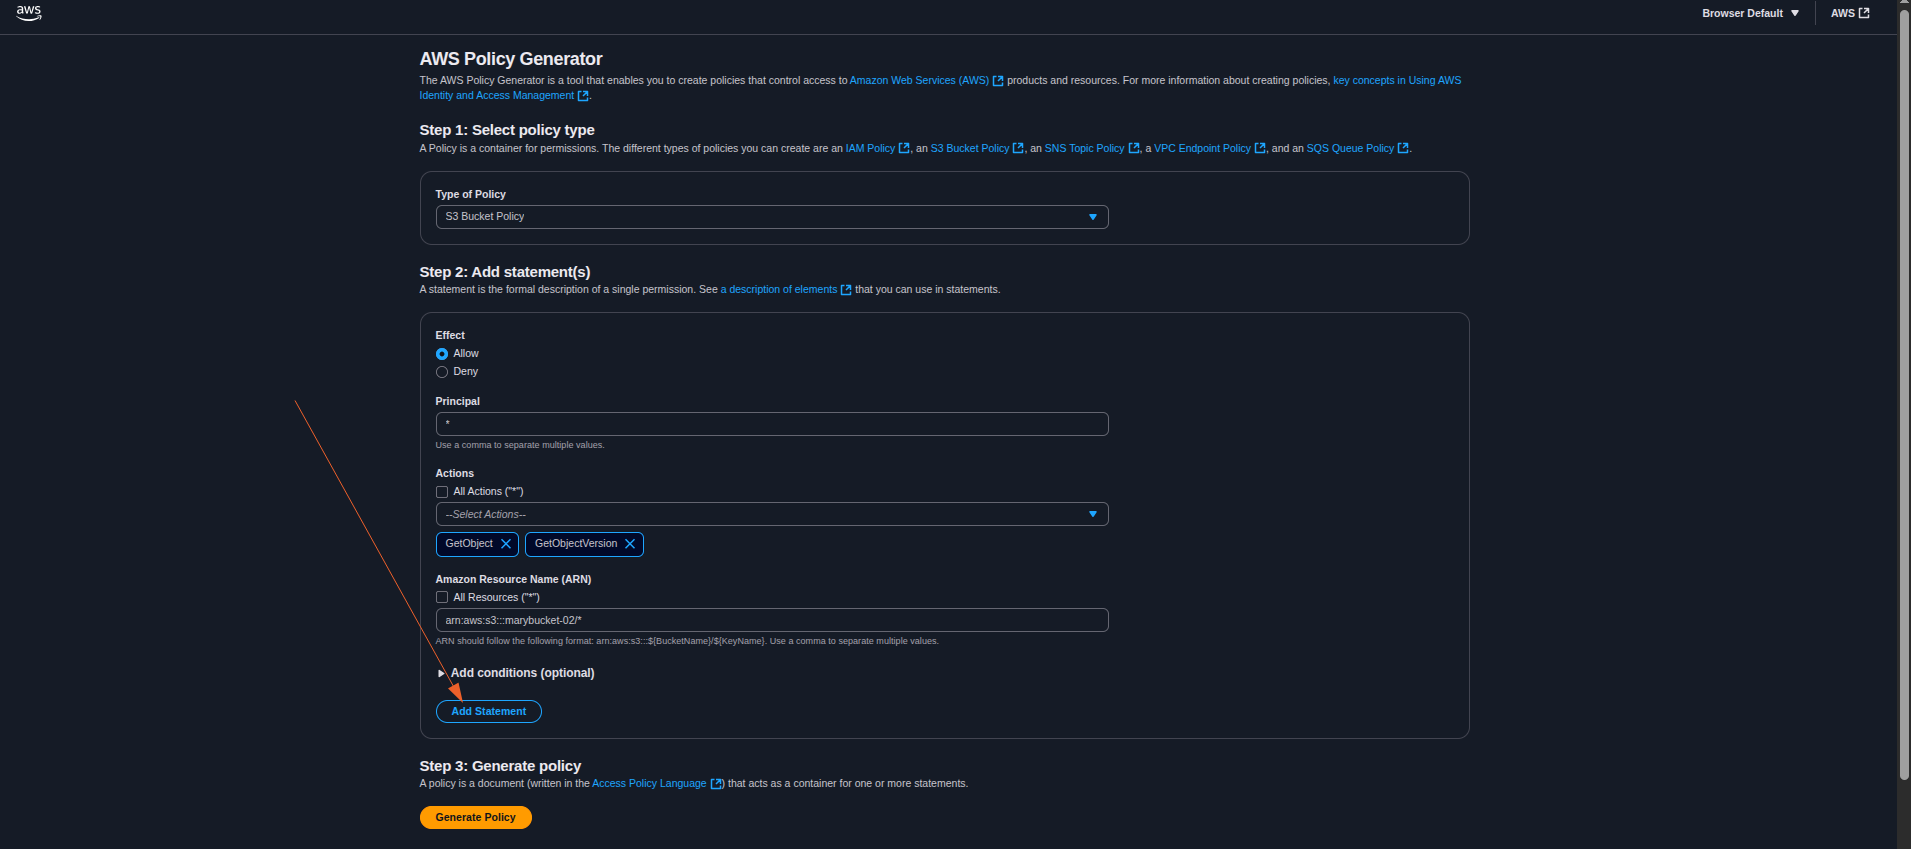 aws
Browser Default
AWS
AWS Policy Generator
The AWS Policy Generator is a tool that enables you to create policies that control access to Amazon Web Services (AWS) products and resources. For more information about creating policies, key concepts in Using AWS
Identity and Access Management.
Step 1: Select policy type
A Policy is a container for permissions. The different types of policies you can create are an IAM Policy, an S3 Bucket Policy, an SNS Topic Policy, a VPC Endpoint Policy, and an SQS Queue Policy.
Type of Policy
S3 Bucket Policy
Step 2: Add statement(s)
A statement is the formal description of a single permission. See a description of elements that you can use in statements.
Effect
Allow
Deny
Principal
*
Use a comma to separate multiple values.
Actions
All Actions ("*")
--Select Actions--
GetObject
GetObjectVersion
Amazon Resource Name (ARN)
All Resources ("*")
arn:aws:s3:::marybucket-02/*
ARN should follow the following format: arn:aws:s3:::${BucketName}/${KeyName}. Use a comma to separate multiple values.
Add conditions (optional)
Add Statement
Step 3: Generate policy
A policy is a document (written in the Access Policy Language) that acts as a container for one or more statements.
Generate Policy